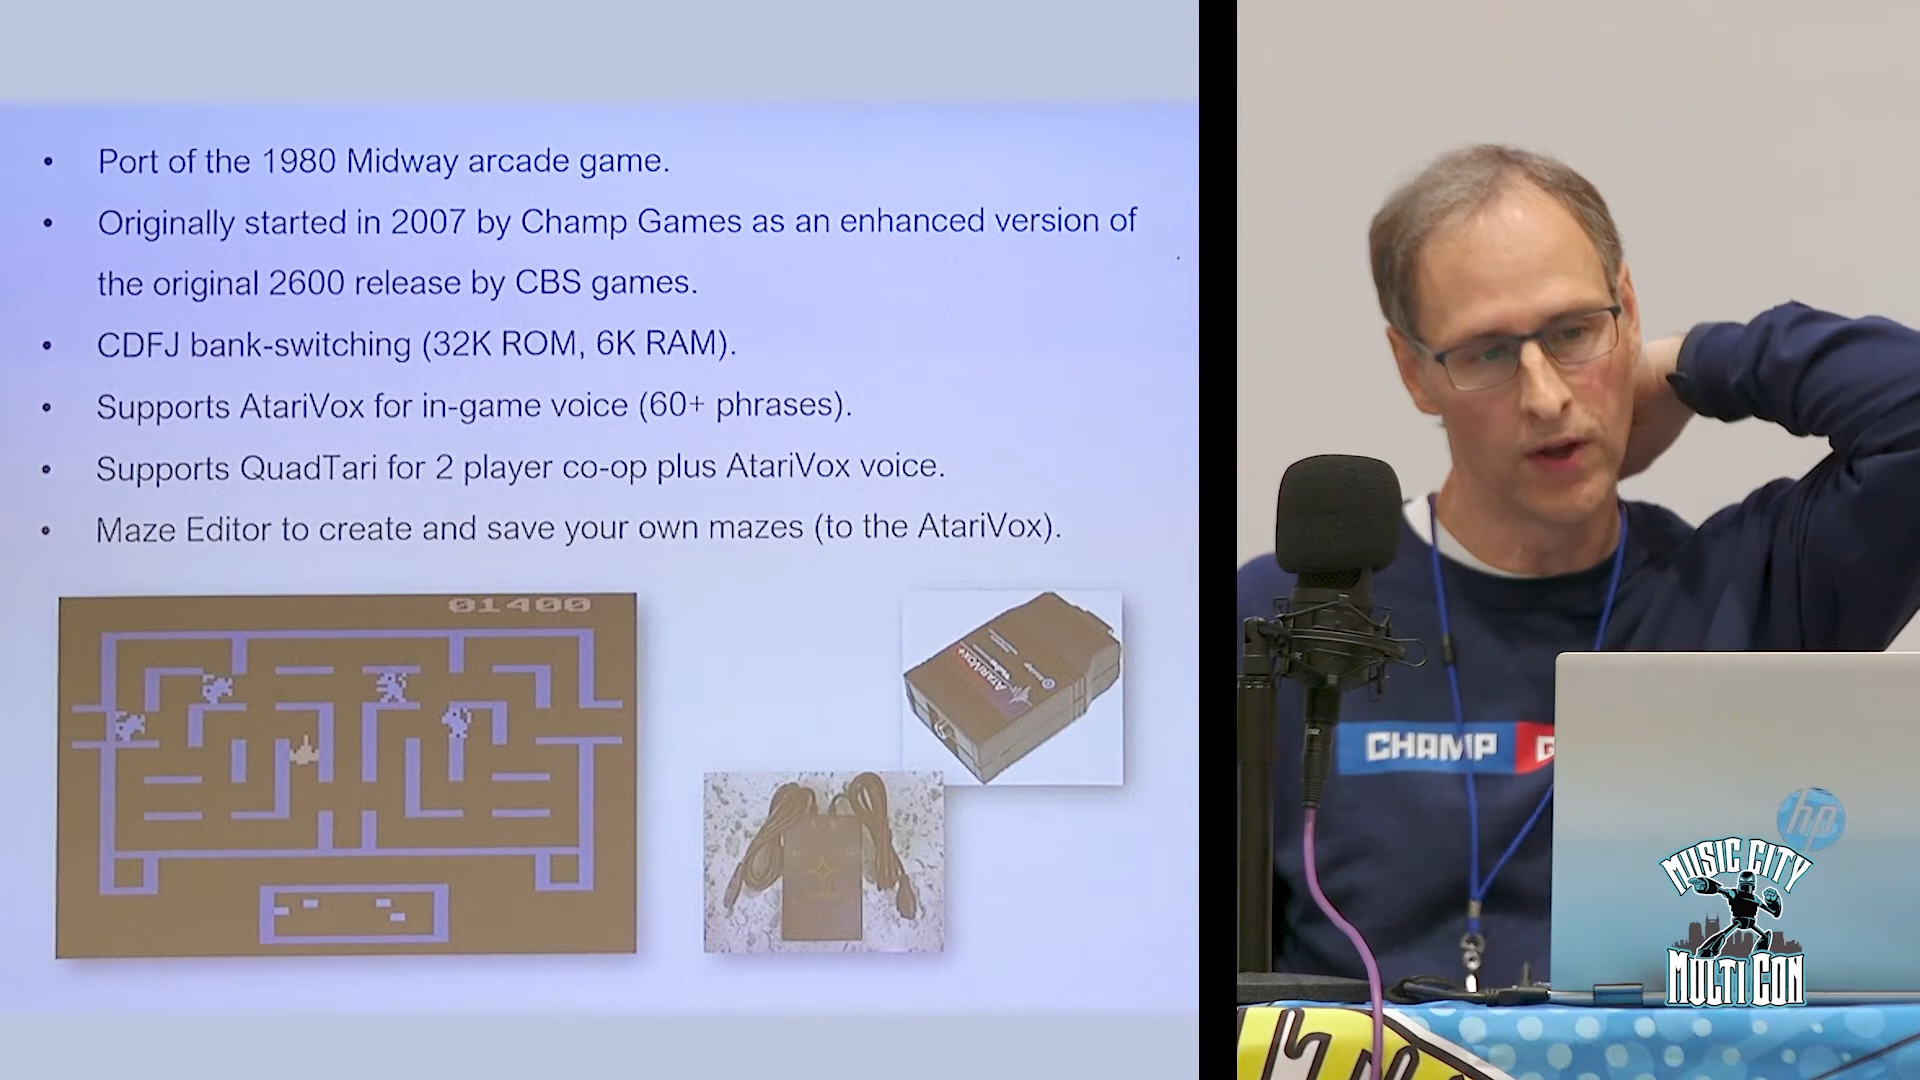 • Port of the 1980 Midway arcade game.
• Originally started in 2007 by Champ Games as an enhanced version of
the original 2600 release by CBS games.
• CDFJ bank-switching (32K ROM, 6K RAM).
• Supports AtariVox for in-game voice (60+ phrases).
• Supports QuadTari for 2 player co-op plus AtariVox voice.
• Maze Editor to create and save your own mazes (to the AtariVox).
01400
ATARIVOX+
CHAMP G
hp
MUSIC CITY
MULTI CON